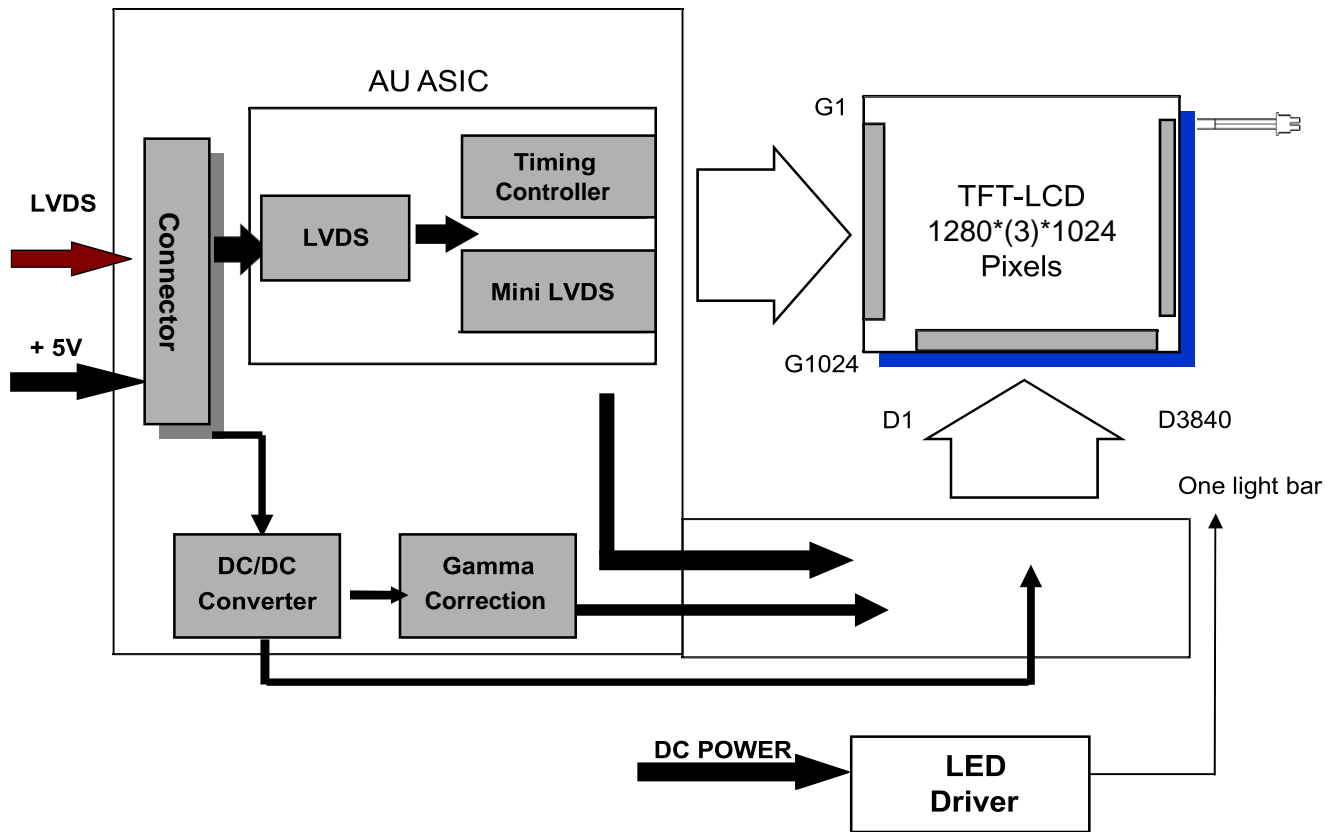 AU ASIC
LVDS
+ 5V
Connector
LVDS
Timing
Controller
Mini LVDS
DC/DC
Converter
Gamma
Correction
G1
G1024
TFT-LCD
1280*(3)*1024
Pixels
D1
D3840
One light bar
DC POWER
LED
Driver